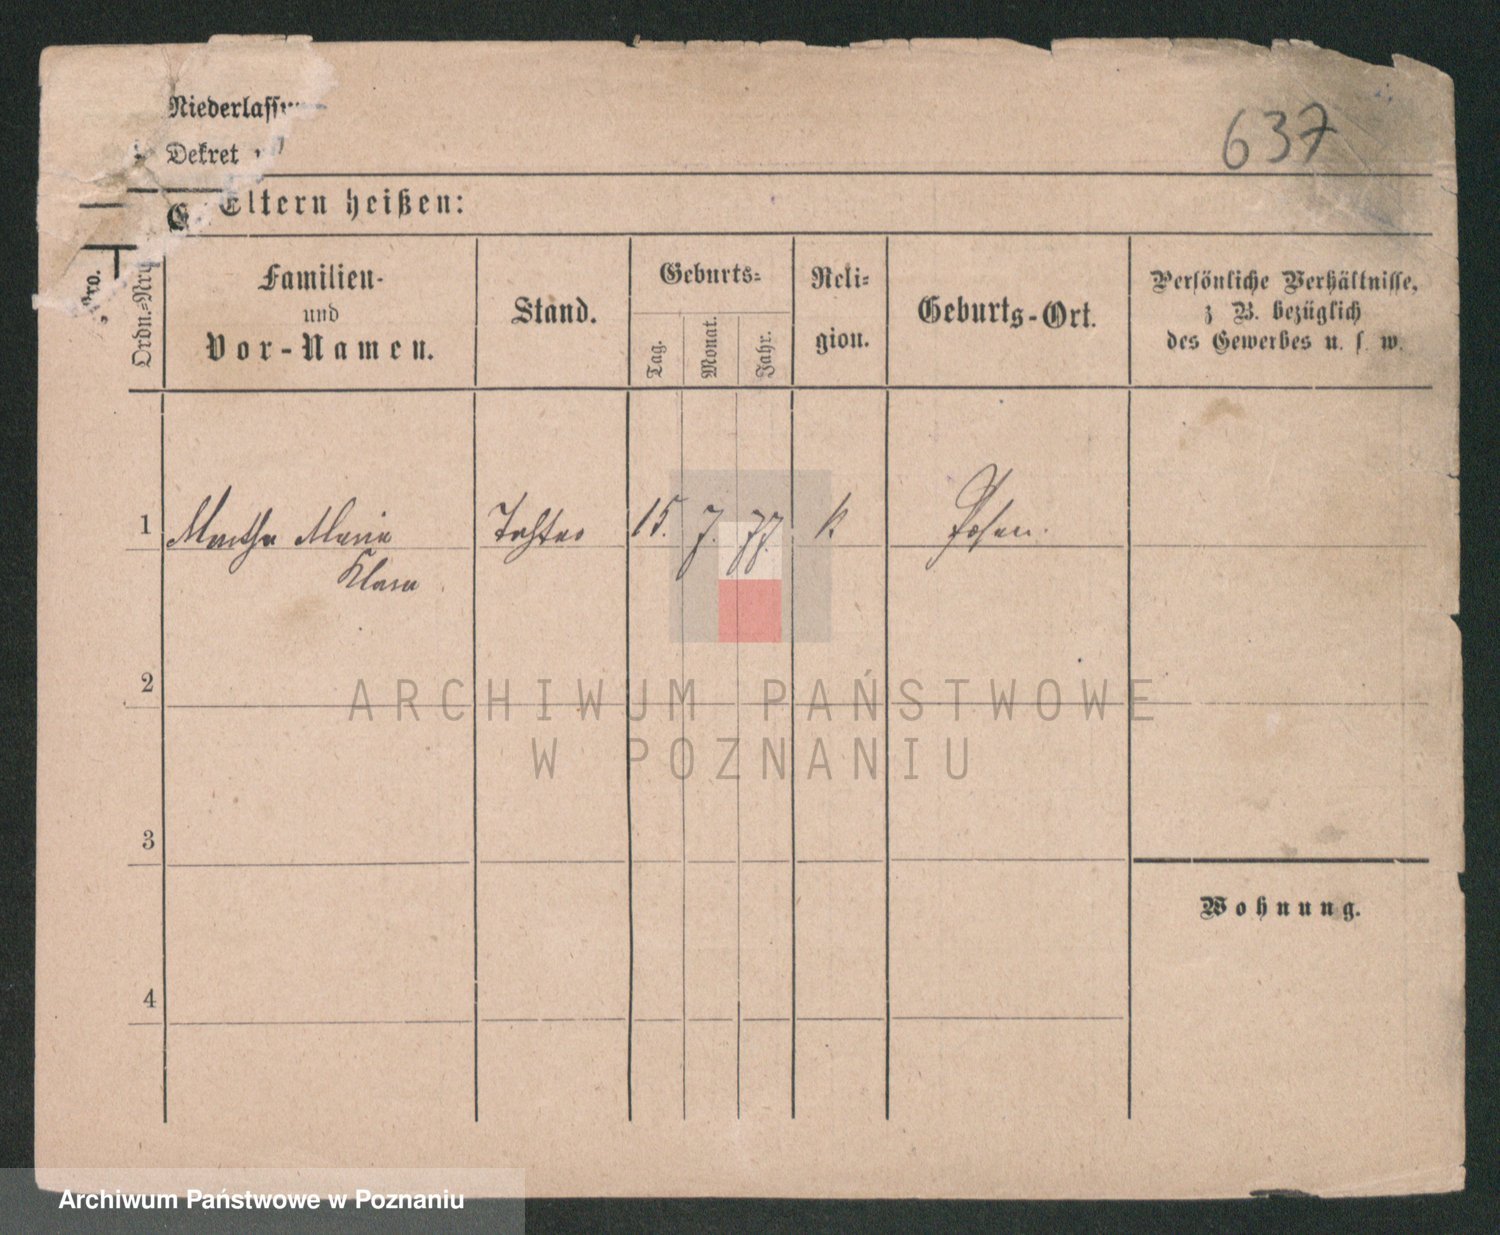 Niederlassun
Dekret
637
Eltern heißen:
Ordn.-Nro.
Familien-
und
Vor-Namen.
Stand.
Geburts-
Tag.
Monat.
Jahr.
Reli-
gion.
Geburts-Ort.
Persönliche Verhältnisse,
z B. bezüglich
des Gewerbes u. s. w.
1 Martha Maria Tochter 15. 7. 77. k Posen.
Klara
2
3
4
Wohnung.
ARCHIWUM PAŃSTWOWE
W POZNANIU
Archiwum Państwowe w Poznaniu